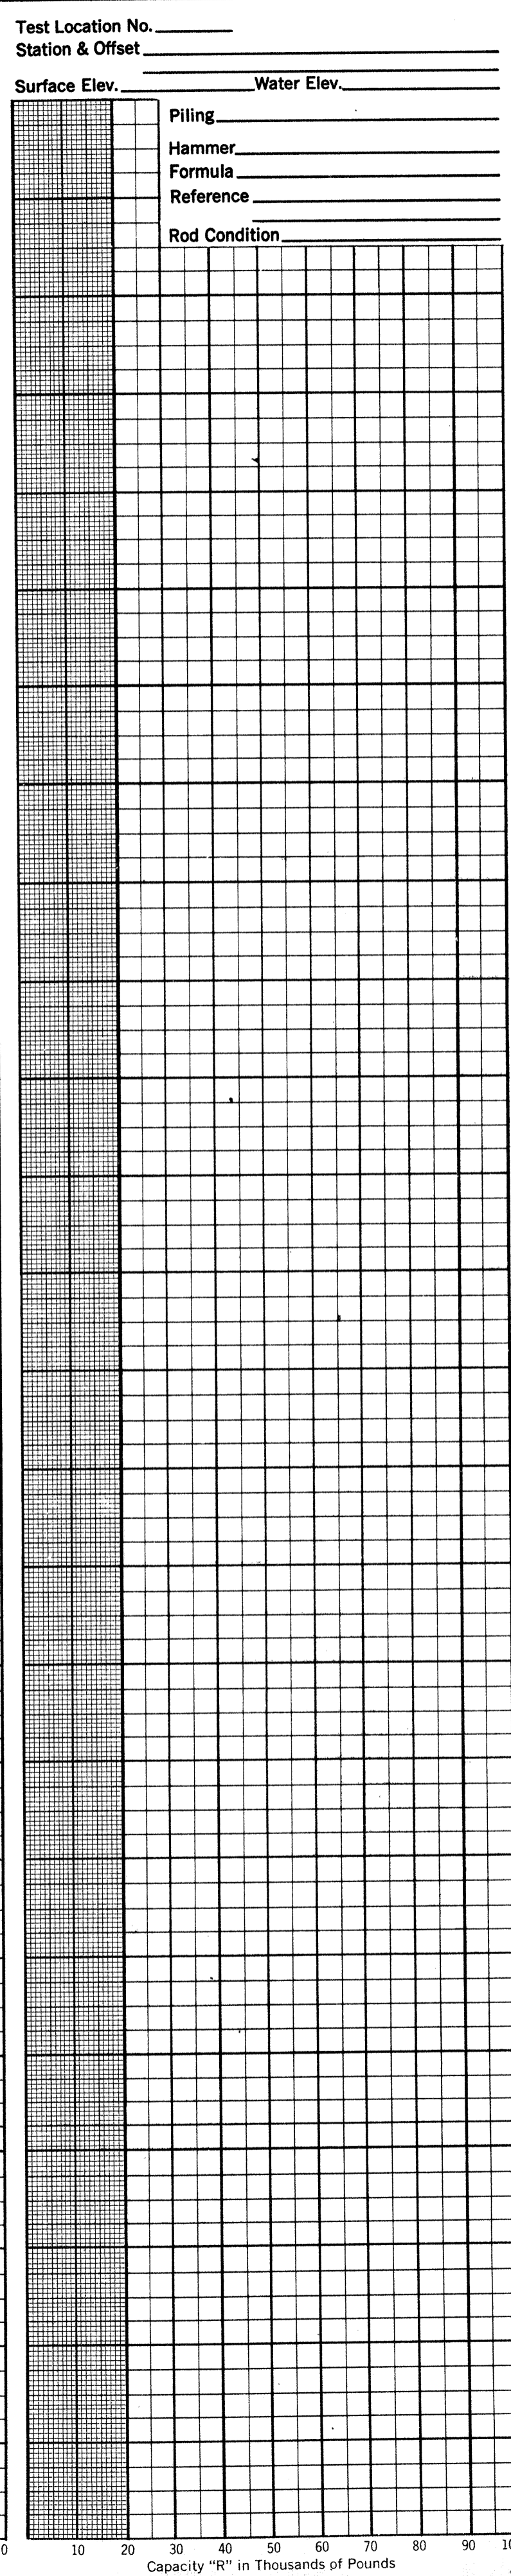 Test Location No.
Station & Offset
Surface Elev. Water Elev.
Piling
Hammer
Formula
Reference
Rod Condition
0 10 20 30 40 50 60 70 80 90 10
Capacity "R" in Thousands of Pounds